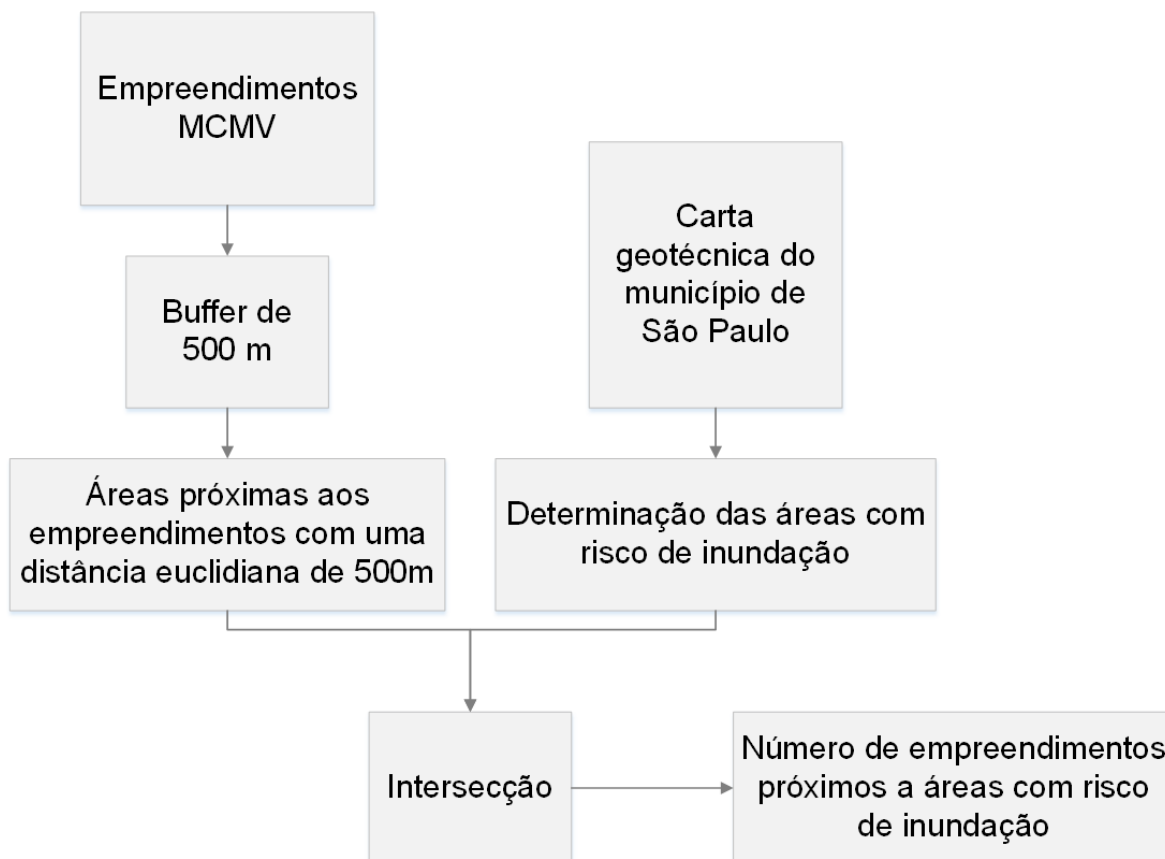 Empreendimentos
MCMV
Buffer de
500 m
Áreas próximas aos
empreendimentos com uma
distância euclidiana de 500m
Carta
geotécnica do
município de
São Paulo
Determinação das áreas com
risco de inundação
Intersecção
Número de empreendimentos
próximos a áreas com risco
de inundação